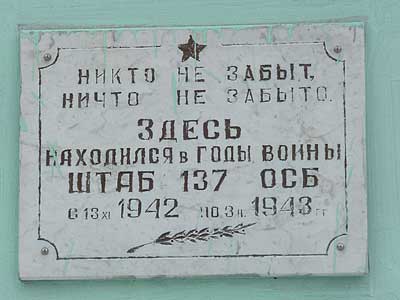 НИКТО НЕ ЗАБЫТ,
НИЧТО НЕ ЗАБЫТО.
ЗДЕСЬ
НАХОДИЛСЯ в ГОДЫ ВОЙНЫ
ШТАБ 137 ОСБ
С 13 XI 1942 ПО 3 II. 1943 гг